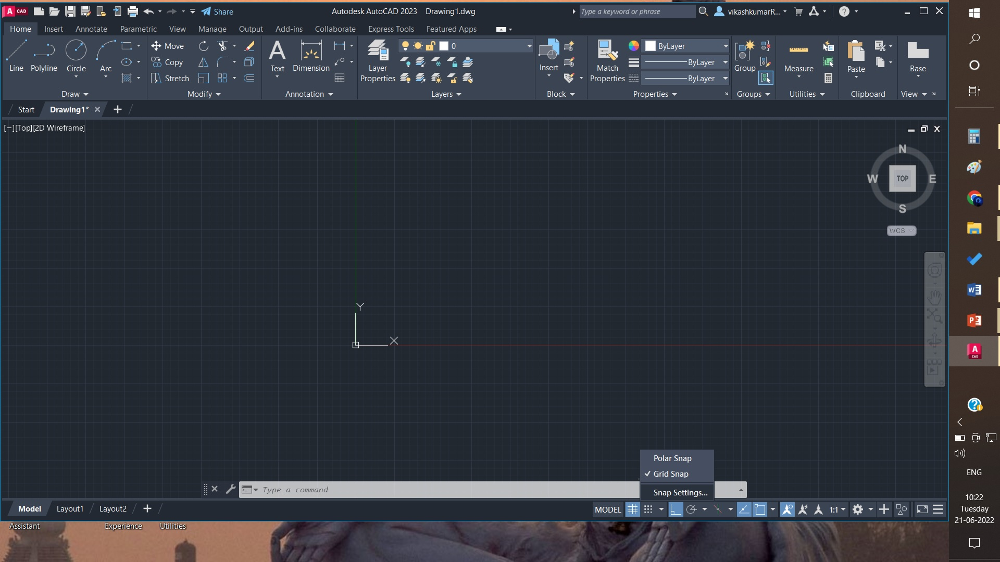 A CAD Share Autodesk AutoCAD 2023 Drawing1.dwg Type a keyword or phrase vikashkumarR... ?
Home Insert Annotate Parametric View Manage Output Add-ins Collaborate Express Tools Featured Apps
Line Polyline Circle Arc
Move
Copy
Stretch
A
Text Dimension
Layer
Properties
0
Insert
Match
Properties
ByLayer
ByLayer
ByLayer
Group
Measure
Paste
Base
Draw Modify Annotation Layers Block Properties Groups Utilities Clipboard View
Start Drawing1* +
[−][Top][2D Wireframe]
N
W TOP E
S
WCS
Y
X
Polar Snap
Grid Snap
Snap Settings...
Type a command
Model Layout1 Layout2 +
MODEL 1:1
Assistant Experience Utilities
W
P
A
CAD
?
ENG
10:22
Tuesday
21-06-2022